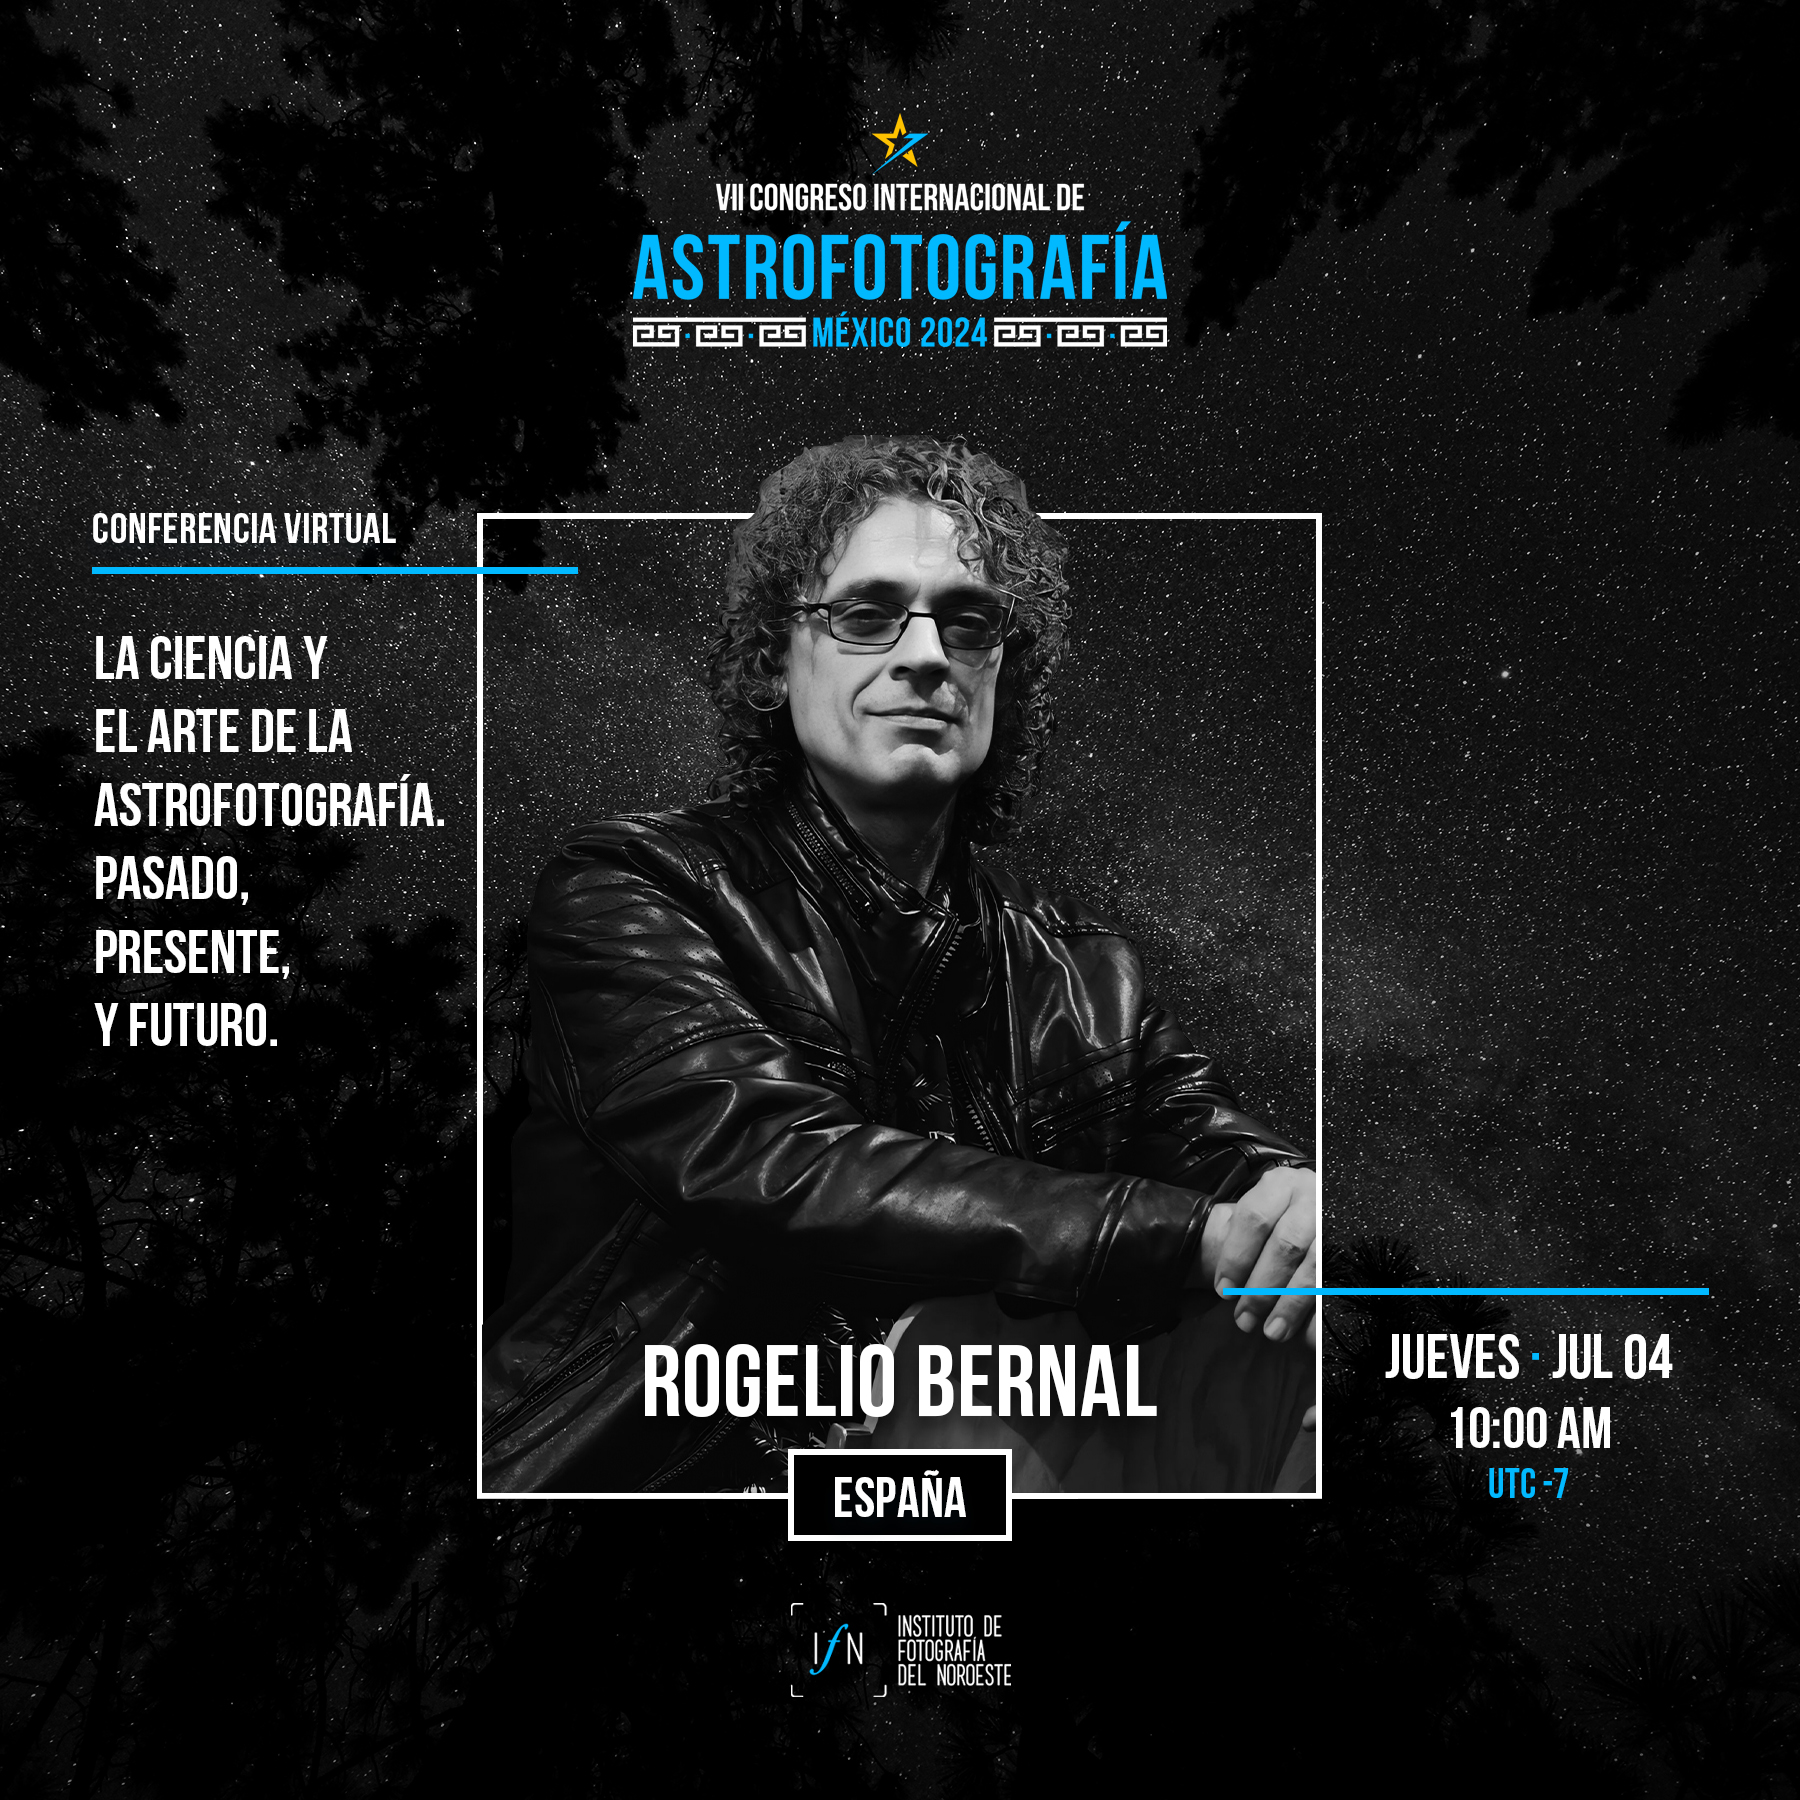 VII CONGRESO INTERNACIONAL DE
ASTROFOTOGRAFÍA
MÉXICO 2024
CONFERENCIA VIRTUAL
LA CIENCIA Y
EL ARTE DE LA
ASTROFOTOGRAFÍA.
PASADO,
PRESENTE,
Y FUTURO.
ROGELIO BERNAL
ESPAÑA
JUEVES · JUL 04
10:00 AM
UTC -7
IfN
INSTITUTO DE
FOTOGRAFÍA
DEL NOROESTE